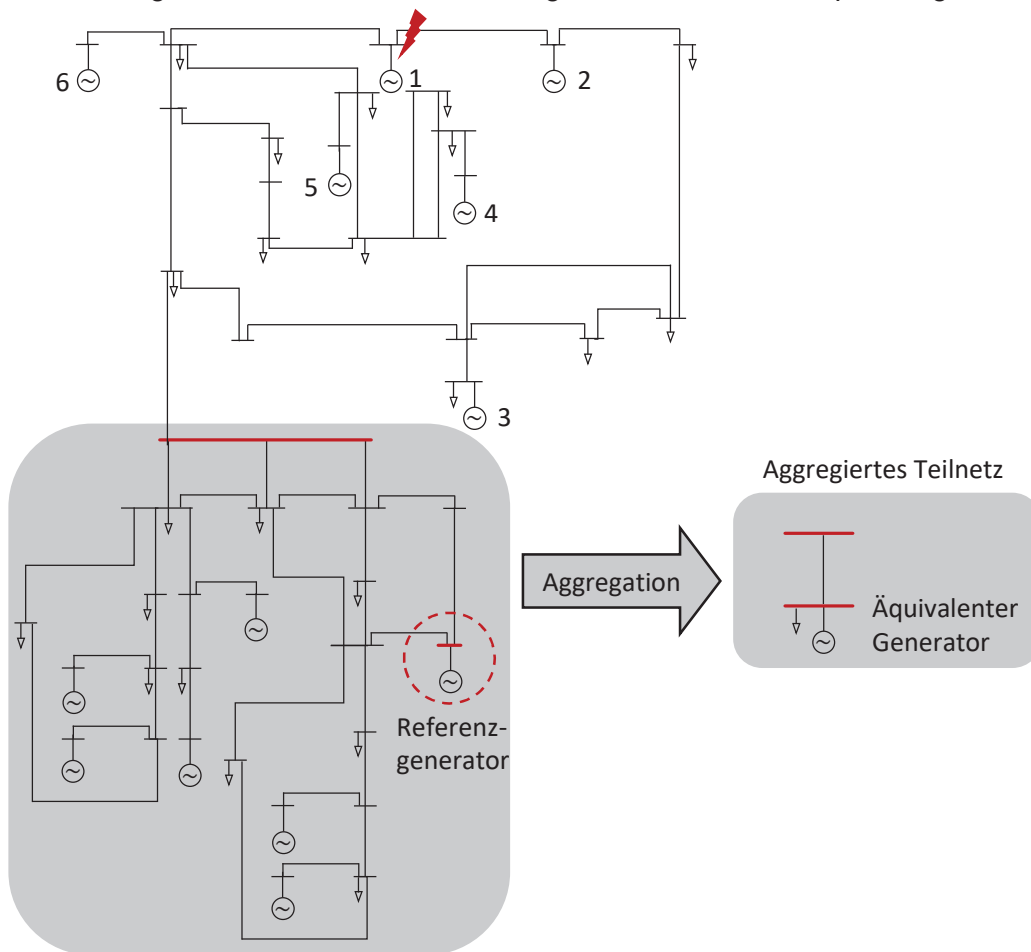 6
1
2
5
4
3
Aggregiertes Teilnetz
Aggregation
Äquivalenter
Generator
Referenz-
generator